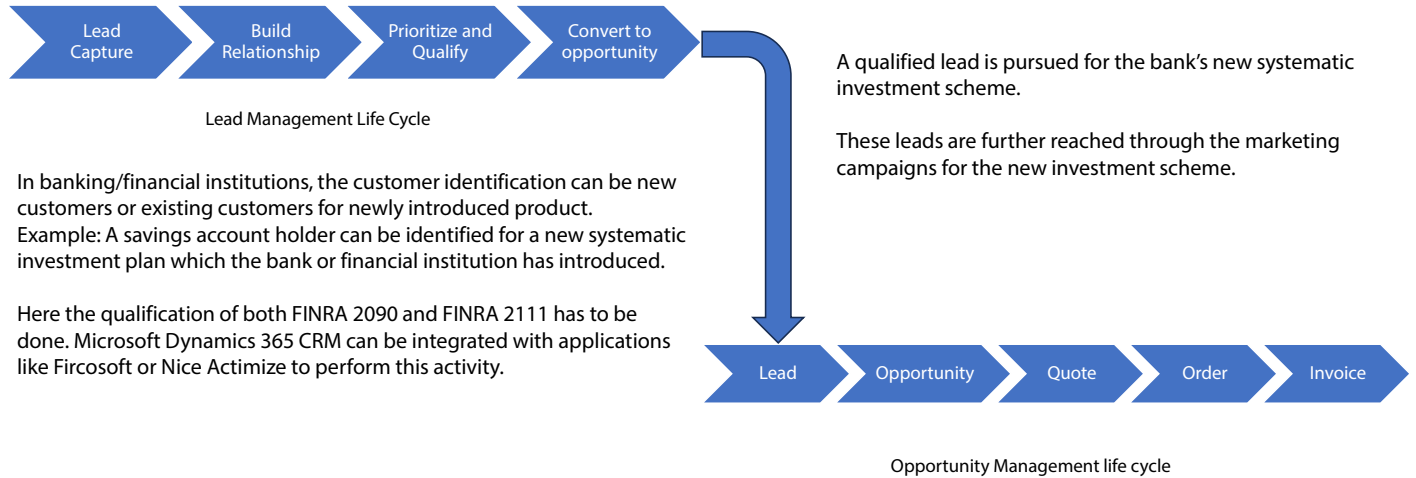 Lead
Capture
Build
Relationship
Prioritize and
Qualify
Convert to
opportunity
Lead Management Life Cycle
In banking/financial institutions, the customer identification can be new
customers or existing customers for newly introduced product.
Example: A savings account holder can be identified for a new systematic
investment plan which the bank or financial institution has introduced.
Here the qualification of both FINRA 2090 and FINRA 2111 has to be
done. Microsoft Dynamics 365 CRM can be integrated with applications
like Fircosoft or Nice Actimize to perform this activity.
A qualified lead is pursued for the bank’s new systematic
investment scheme.
These leads are further reached through the marketing
campaigns for the new investment scheme.
Lead
Opportunity
Quote
Order
Invoice
Opportunity Management life cycle